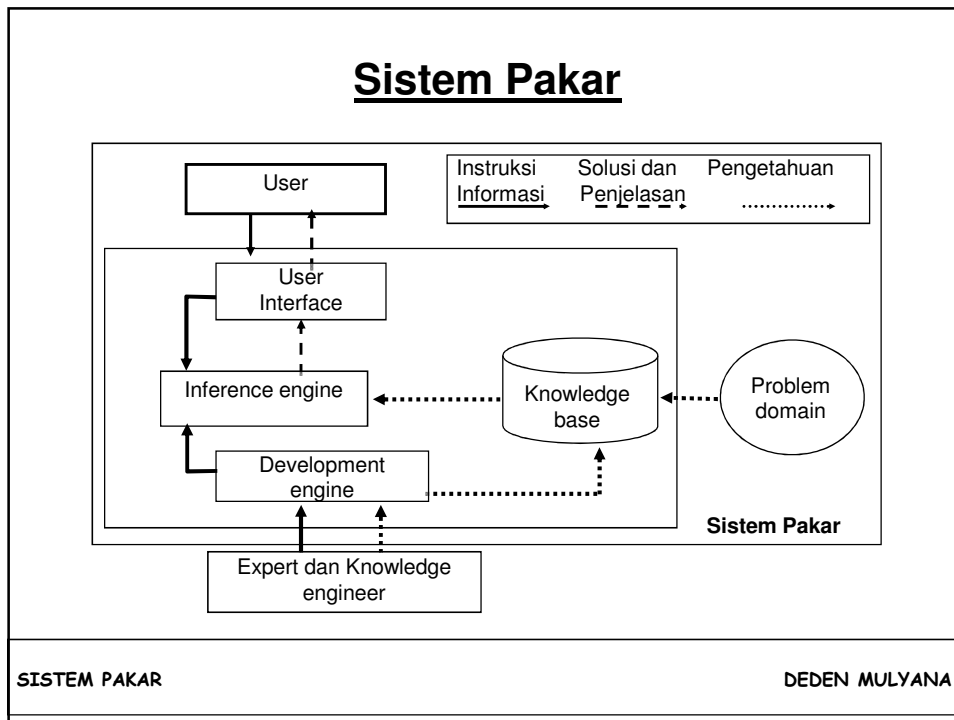 Sistem Pakar
User
Instruksi Solusi dan Pengetahuan
Informasi Penjelasan
User
Interface
Inference engine
Knowledge
base
Problem
domain
Development
engine
Sistem Pakar
Expert dan Knowledge
engineer
SISTEM PAKAR DEDEN MULYANA